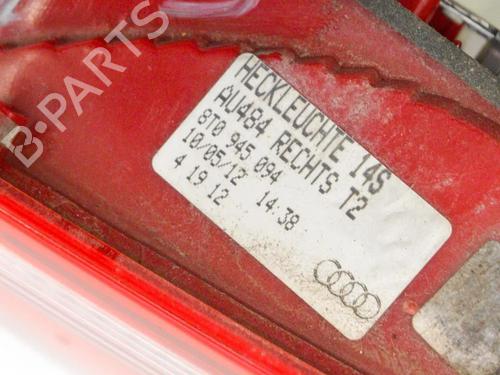 HECKLEUCHTE 14S
AU484 RECHTS T2
8T0 945 094
10/05/12 14:38
4 19 12
B-PARTS